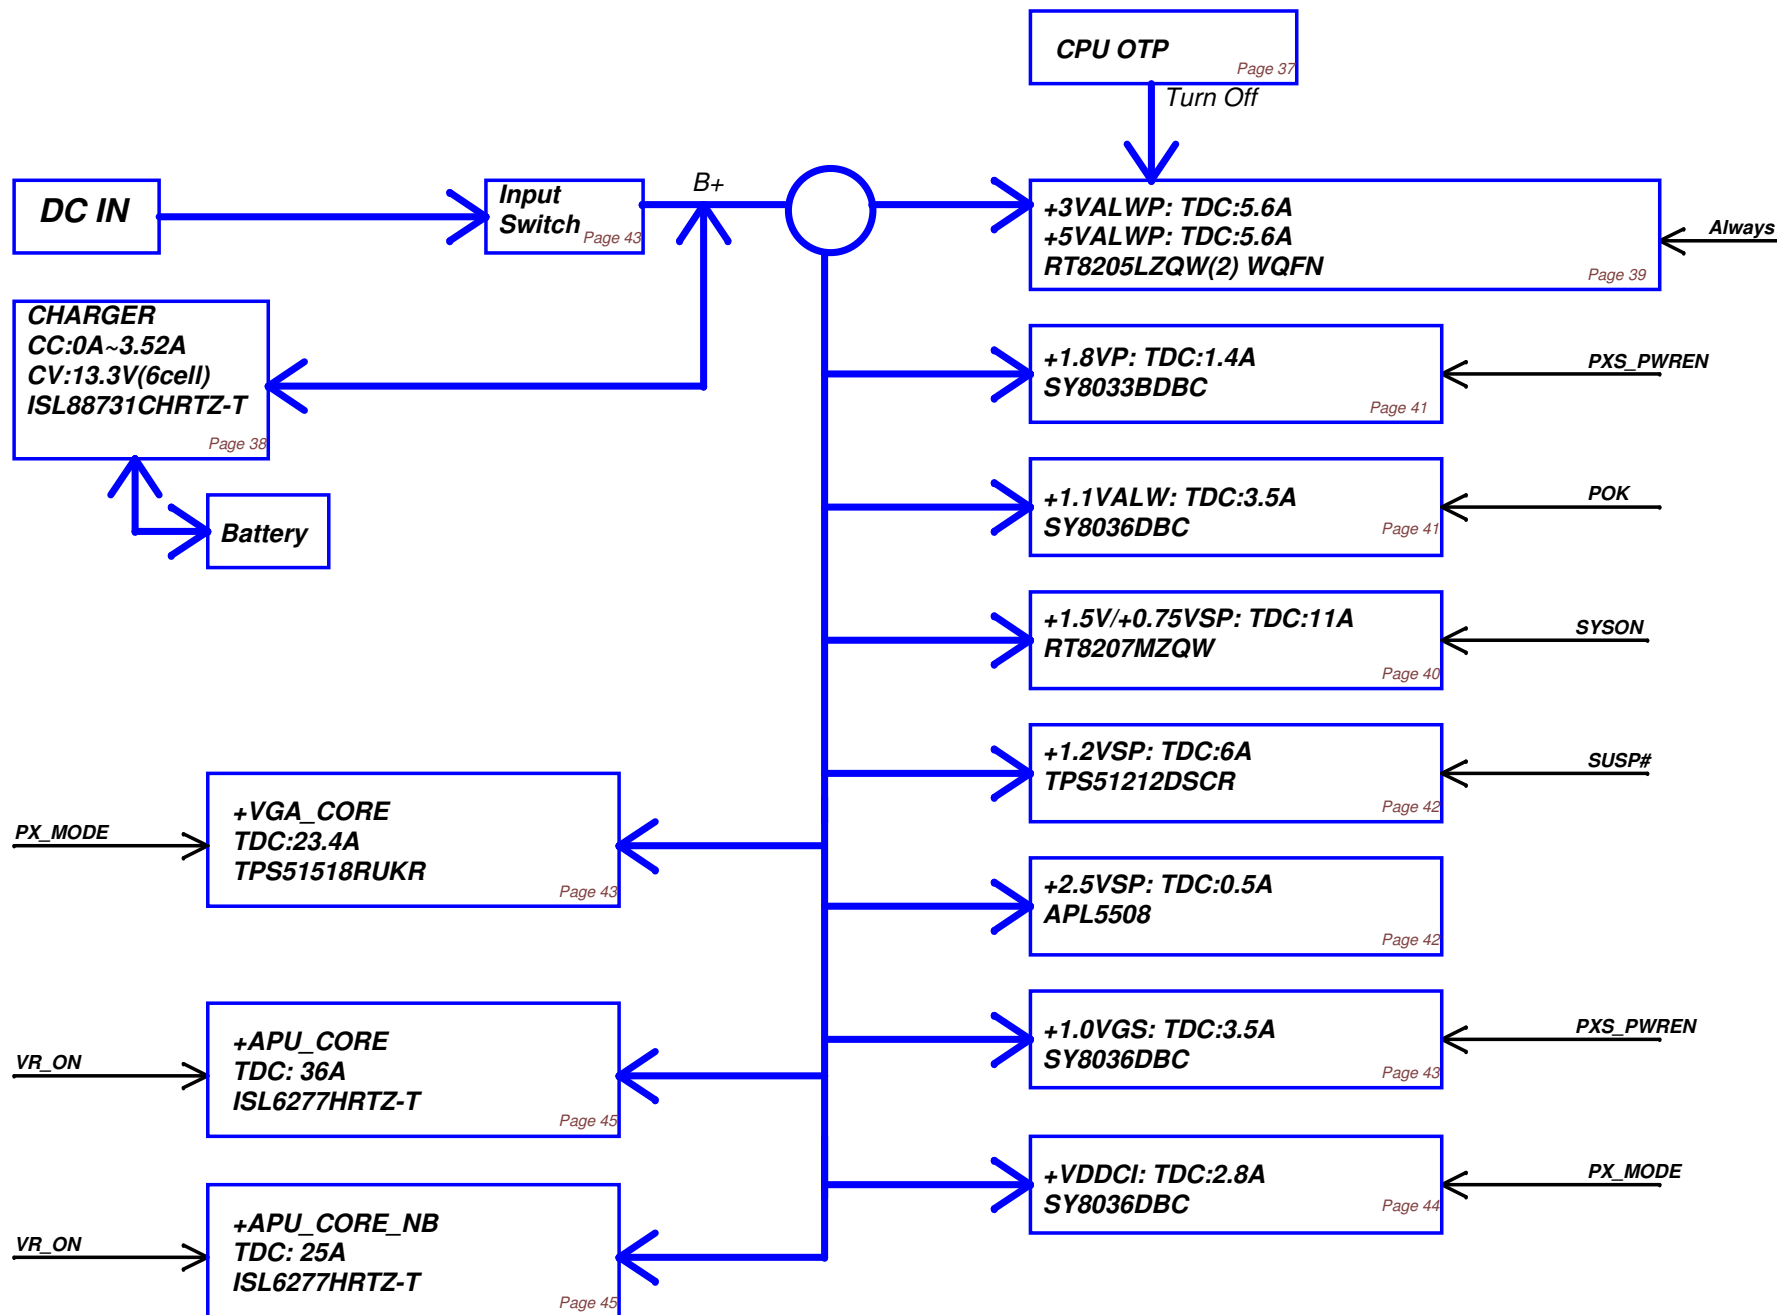 CPU OTP
Page 37
Turn Off
DC IN
Input
Switch
Page 43
B+
+3VALWP: TDC:5.6A
+5VALWP: TDC:5.6A
RT8205LZQW(2) WQFN
Page 39
Always
CHARGER
CC:0A~3.52A
CV:13.3V(6cell)
ISL88731CHRTZ-T
Page 38
Battery
+1.8VP: TDC:1.4A
SY8033BDBC
Page 41
PXS_PWREN
+1.1VALW: TDC:3.5A
SY8036DBC
Page 41
POK
+1.5V/+0.75VSP: TDC:11A
RT8207MZQW
Page 40
SYSON
+1.2VSP: TDC:6A
TPS51212DSCR
Page 42
SUSP#
PX_MODE
+VGA_CORE
TDC:23.4A
TPS51518RUKR
Page 43
+2.5VSP: TDC:0.5A
APL5508
Page 42
VR_ON
+APU_CORE
TDC: 36A
ISL6277HRTZ-T
Page 45
+1.0VGS: TDC:3.5A
SY8036DBC
Page 43
PXS_PWREN
+VDDCI: TDC:2.8A
SY8036DBC
Page 44
PX_MODE
VR_ON
+APU_CORE_NB
TDC: 25A
ISL6277HRTZ-T
Page 45